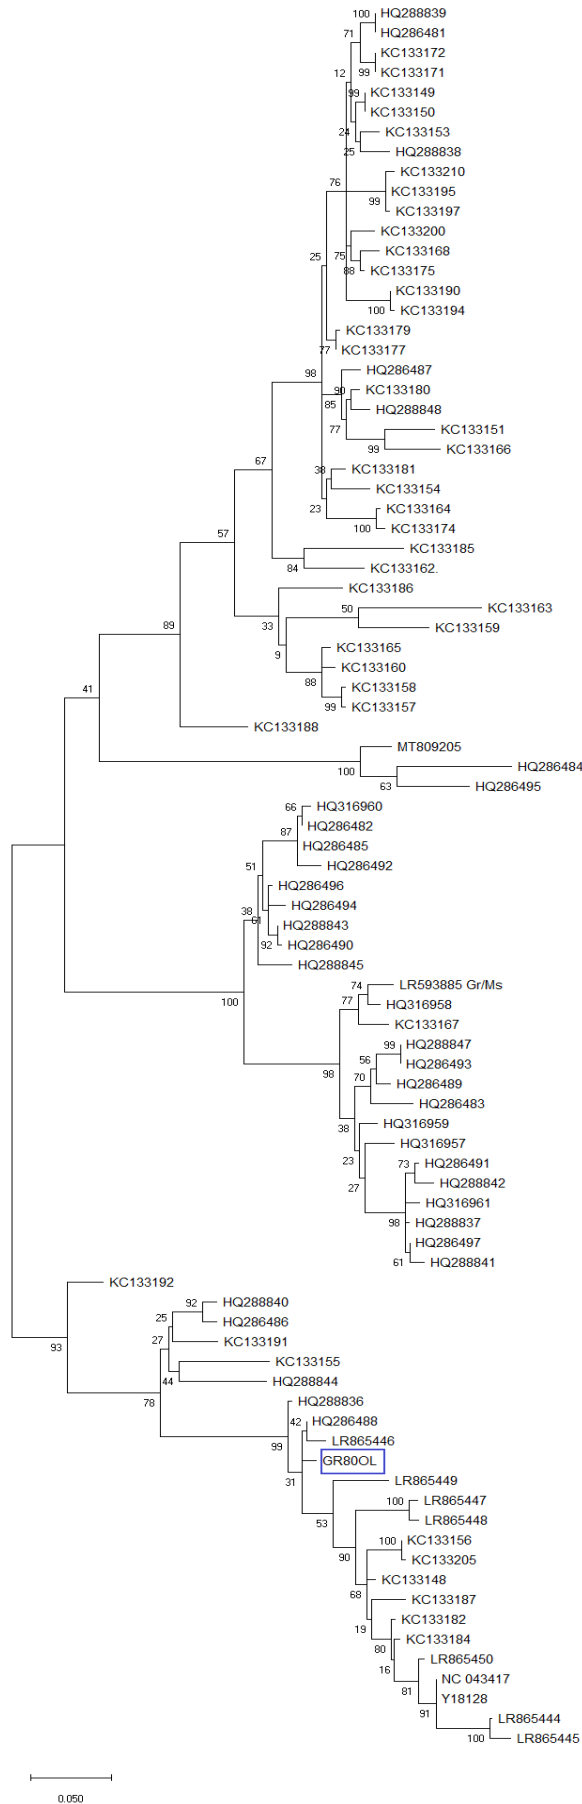 100
HQ288839
HQ286481
71
KC133172
99
KC133171
12
99
KC133149
KC133150
24
KC133153
25
HQ288838
KC133210
76
KC133195
99
KC133197
KC133200
75
KC133168
88
KC133175
25
KC133190
100
KC133194
KC133179
77
KC133177
98
HQ286487
90
KC133180
85
HQ288848
77
KC133151
99
KC133166
67
38
KC133181
KC133154
23
KC133164
100
KC133174
57
KC133185
84
KC133162.
KC133186
33
50
KC133163
KC133159
89
9
KC133165
KC133160
88
KC133158
99
KC133157
KC133188
41
MT809205
100
HQ286484
63
HQ286495
66
HQ316960
HQ286482
87
HQ286485
HQ286492
51
HQ286496
HQ286494
38
61
HQ288843
92
HQ286490
HQ288845
100
74
LR593885 Gr/Ms
77
HQ316958
KC133167
98
99
HQ288847
HQ286493
56
HQ286489
70
HQ286483
38
HQ316959
23
HQ316957
27
73
HQ286491
HQ288842
HQ316961
98
HQ288837
HQ286497
61
HQ288841
KC133192
93
92
HQ288840
25
HQ286486
27
KC133191
KC133155
44
HQ288844
78
HQ288836
42
HQ286488
99
LR865446
GR80OL
31
LR865449
53
100
LR865447
LR865448
90
100
KC133156
KC133205
68
KC133148
KC133187
19
KC133182
80
KC133184
16
LR865450
81
NC 043417
91
Y18128
LR865444
100
LR865445
0.050